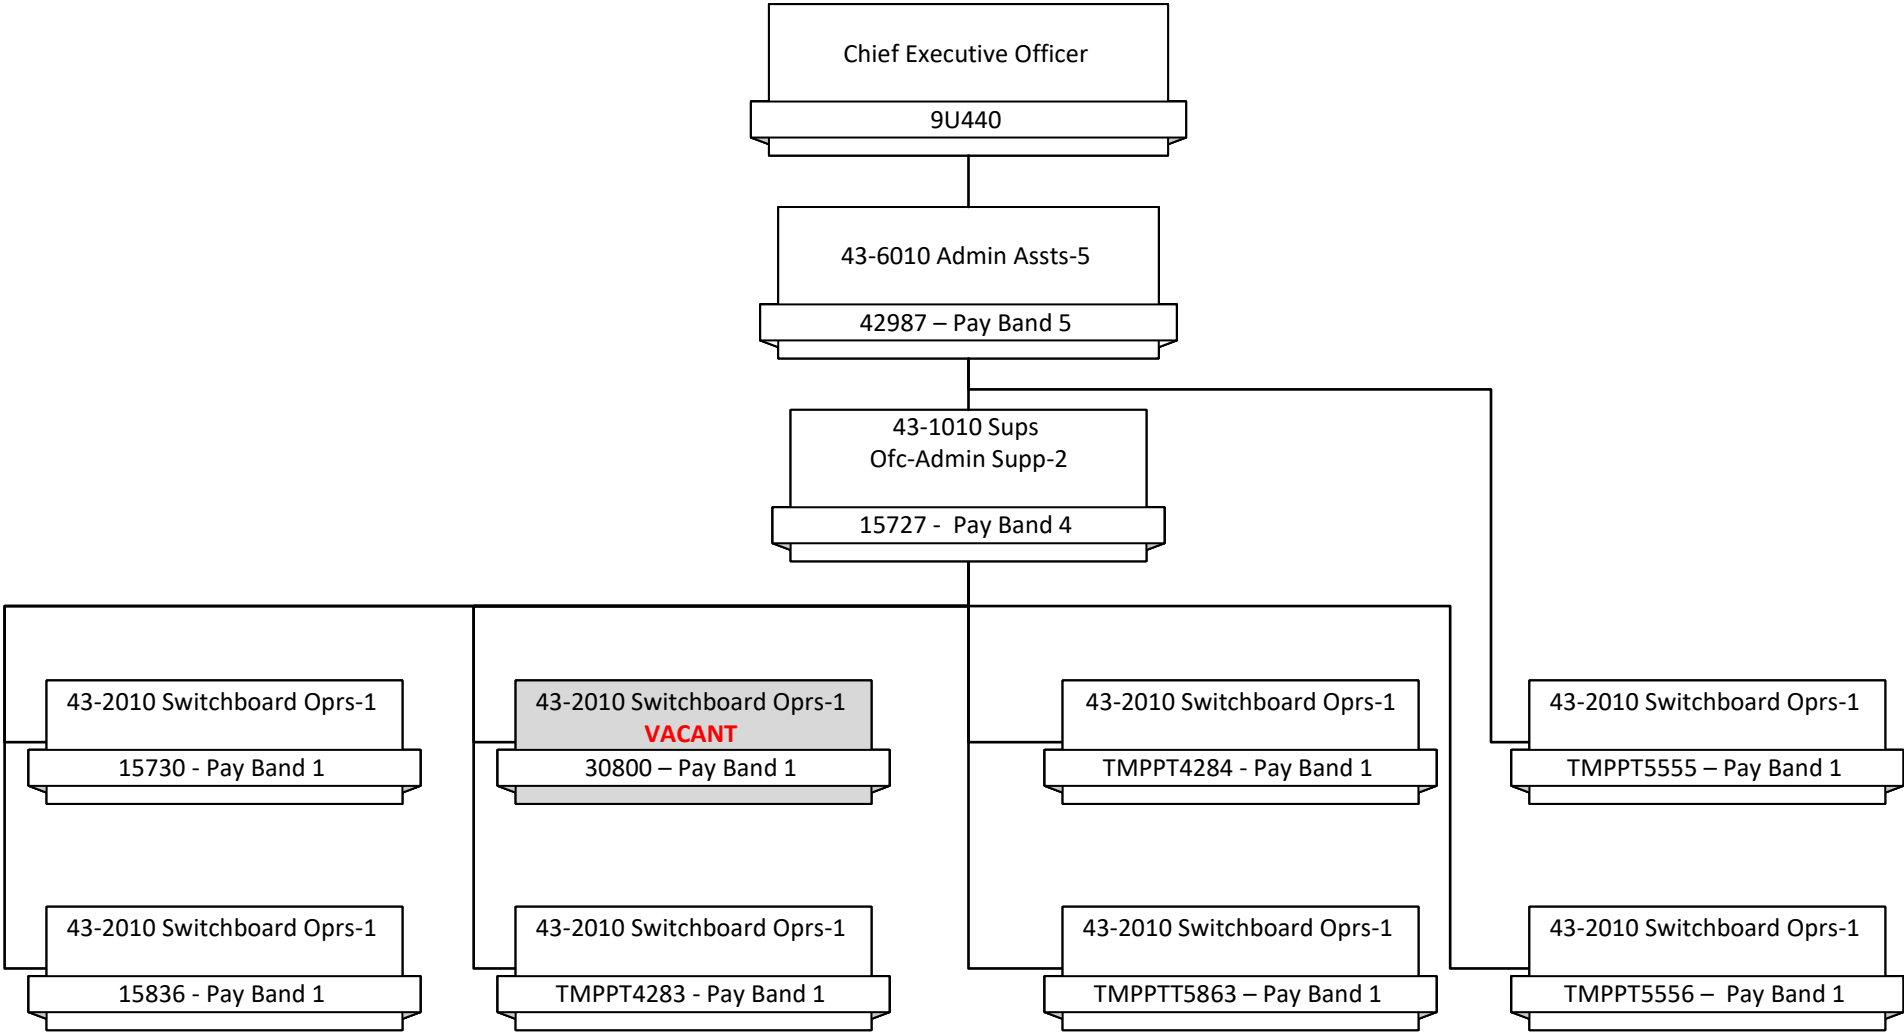 Chief Executive Officer
9U440
43-6010 Admin Assts-5
42987 – Pay Band 5
43-1010 Sups
Ofc-Admin Supp-2
15727 -  Pay Band 4
43-2010 Switchboard Oprs-1
15730 - Pay Band 1
43-2010 Switchboard Oprs-1
VACANT
30800 – Pay Band 1
43-2010 Switchboard Oprs-1
TMPPT4284 - Pay Band 1
43-2010 Switchboard Oprs-1
TMPPT5555 – Pay Band 1
43-2010 Switchboard Oprs-1
15836 - Pay Band 1
43-2010 Switchboard Oprs-1
TMPPT4283 - Pay Band 1
43-2010 Switchboard Oprs-1
TMPPTT5863 – Pay Band 1
43-2010 Switchboard Oprs-1
TMPPT5556 –  Pay Band 1